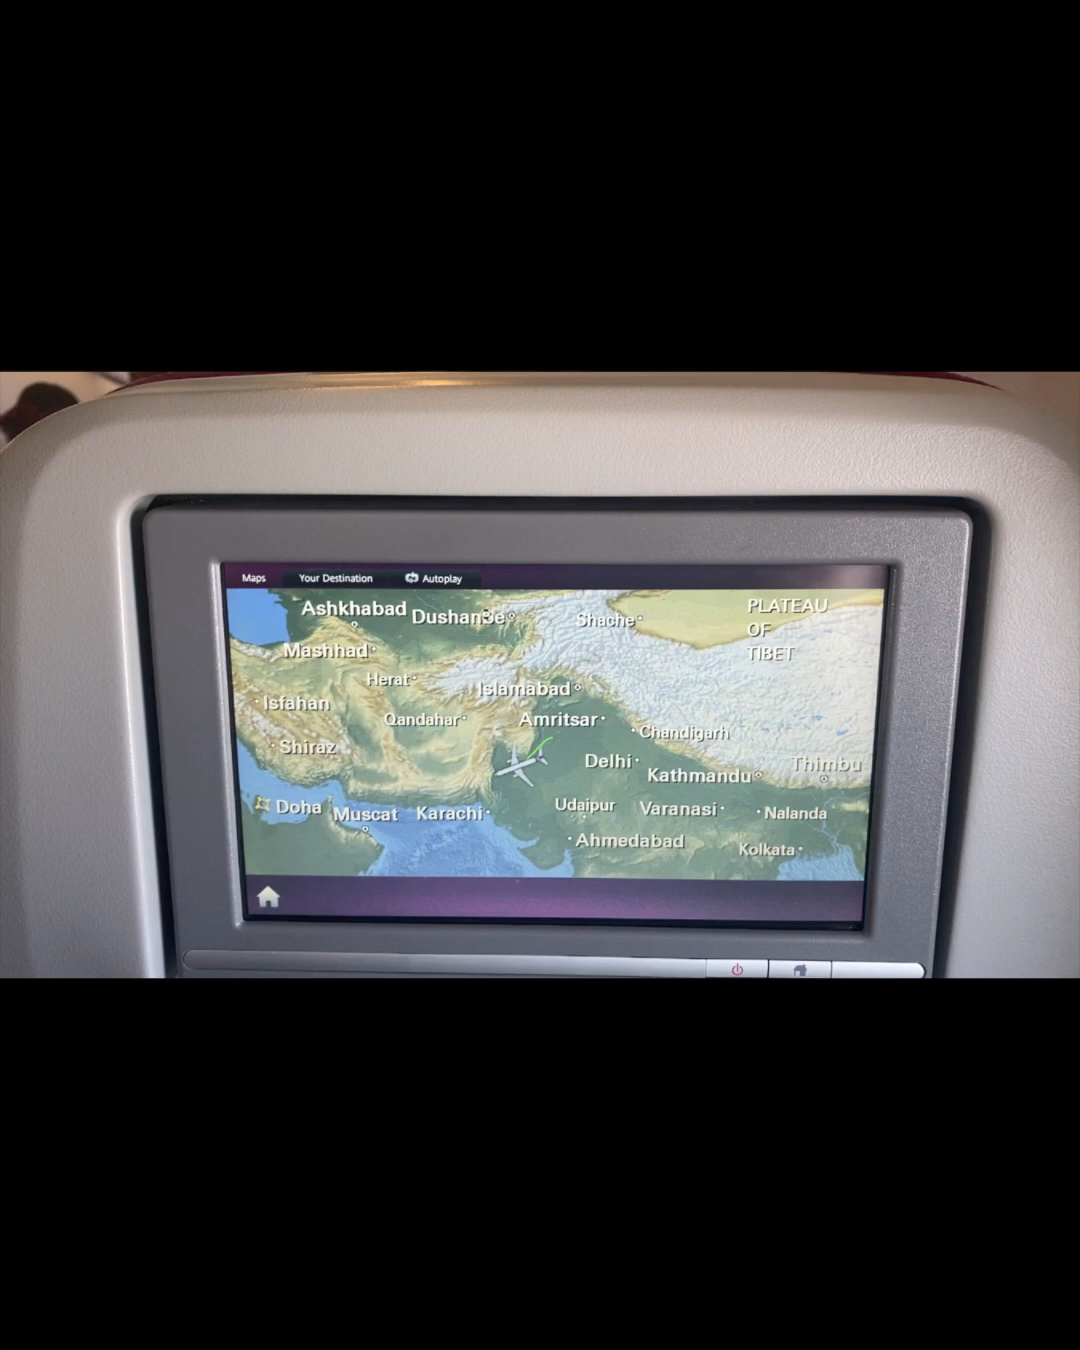 Maps
Your Destination
Autoplay
Ashkhabad
Shache
PLATEAU
OF
TIBET
Mashhad
Herat
Islamabad
Isfahan
Qandahar
Amritsar
Chandigarh
Shiraz
Delhi
Kathmandu
Thimbu
Doha
Muscat
Karachi
Udaipur
Varanasi
Nalanda
Ahmedabad
Kolkata